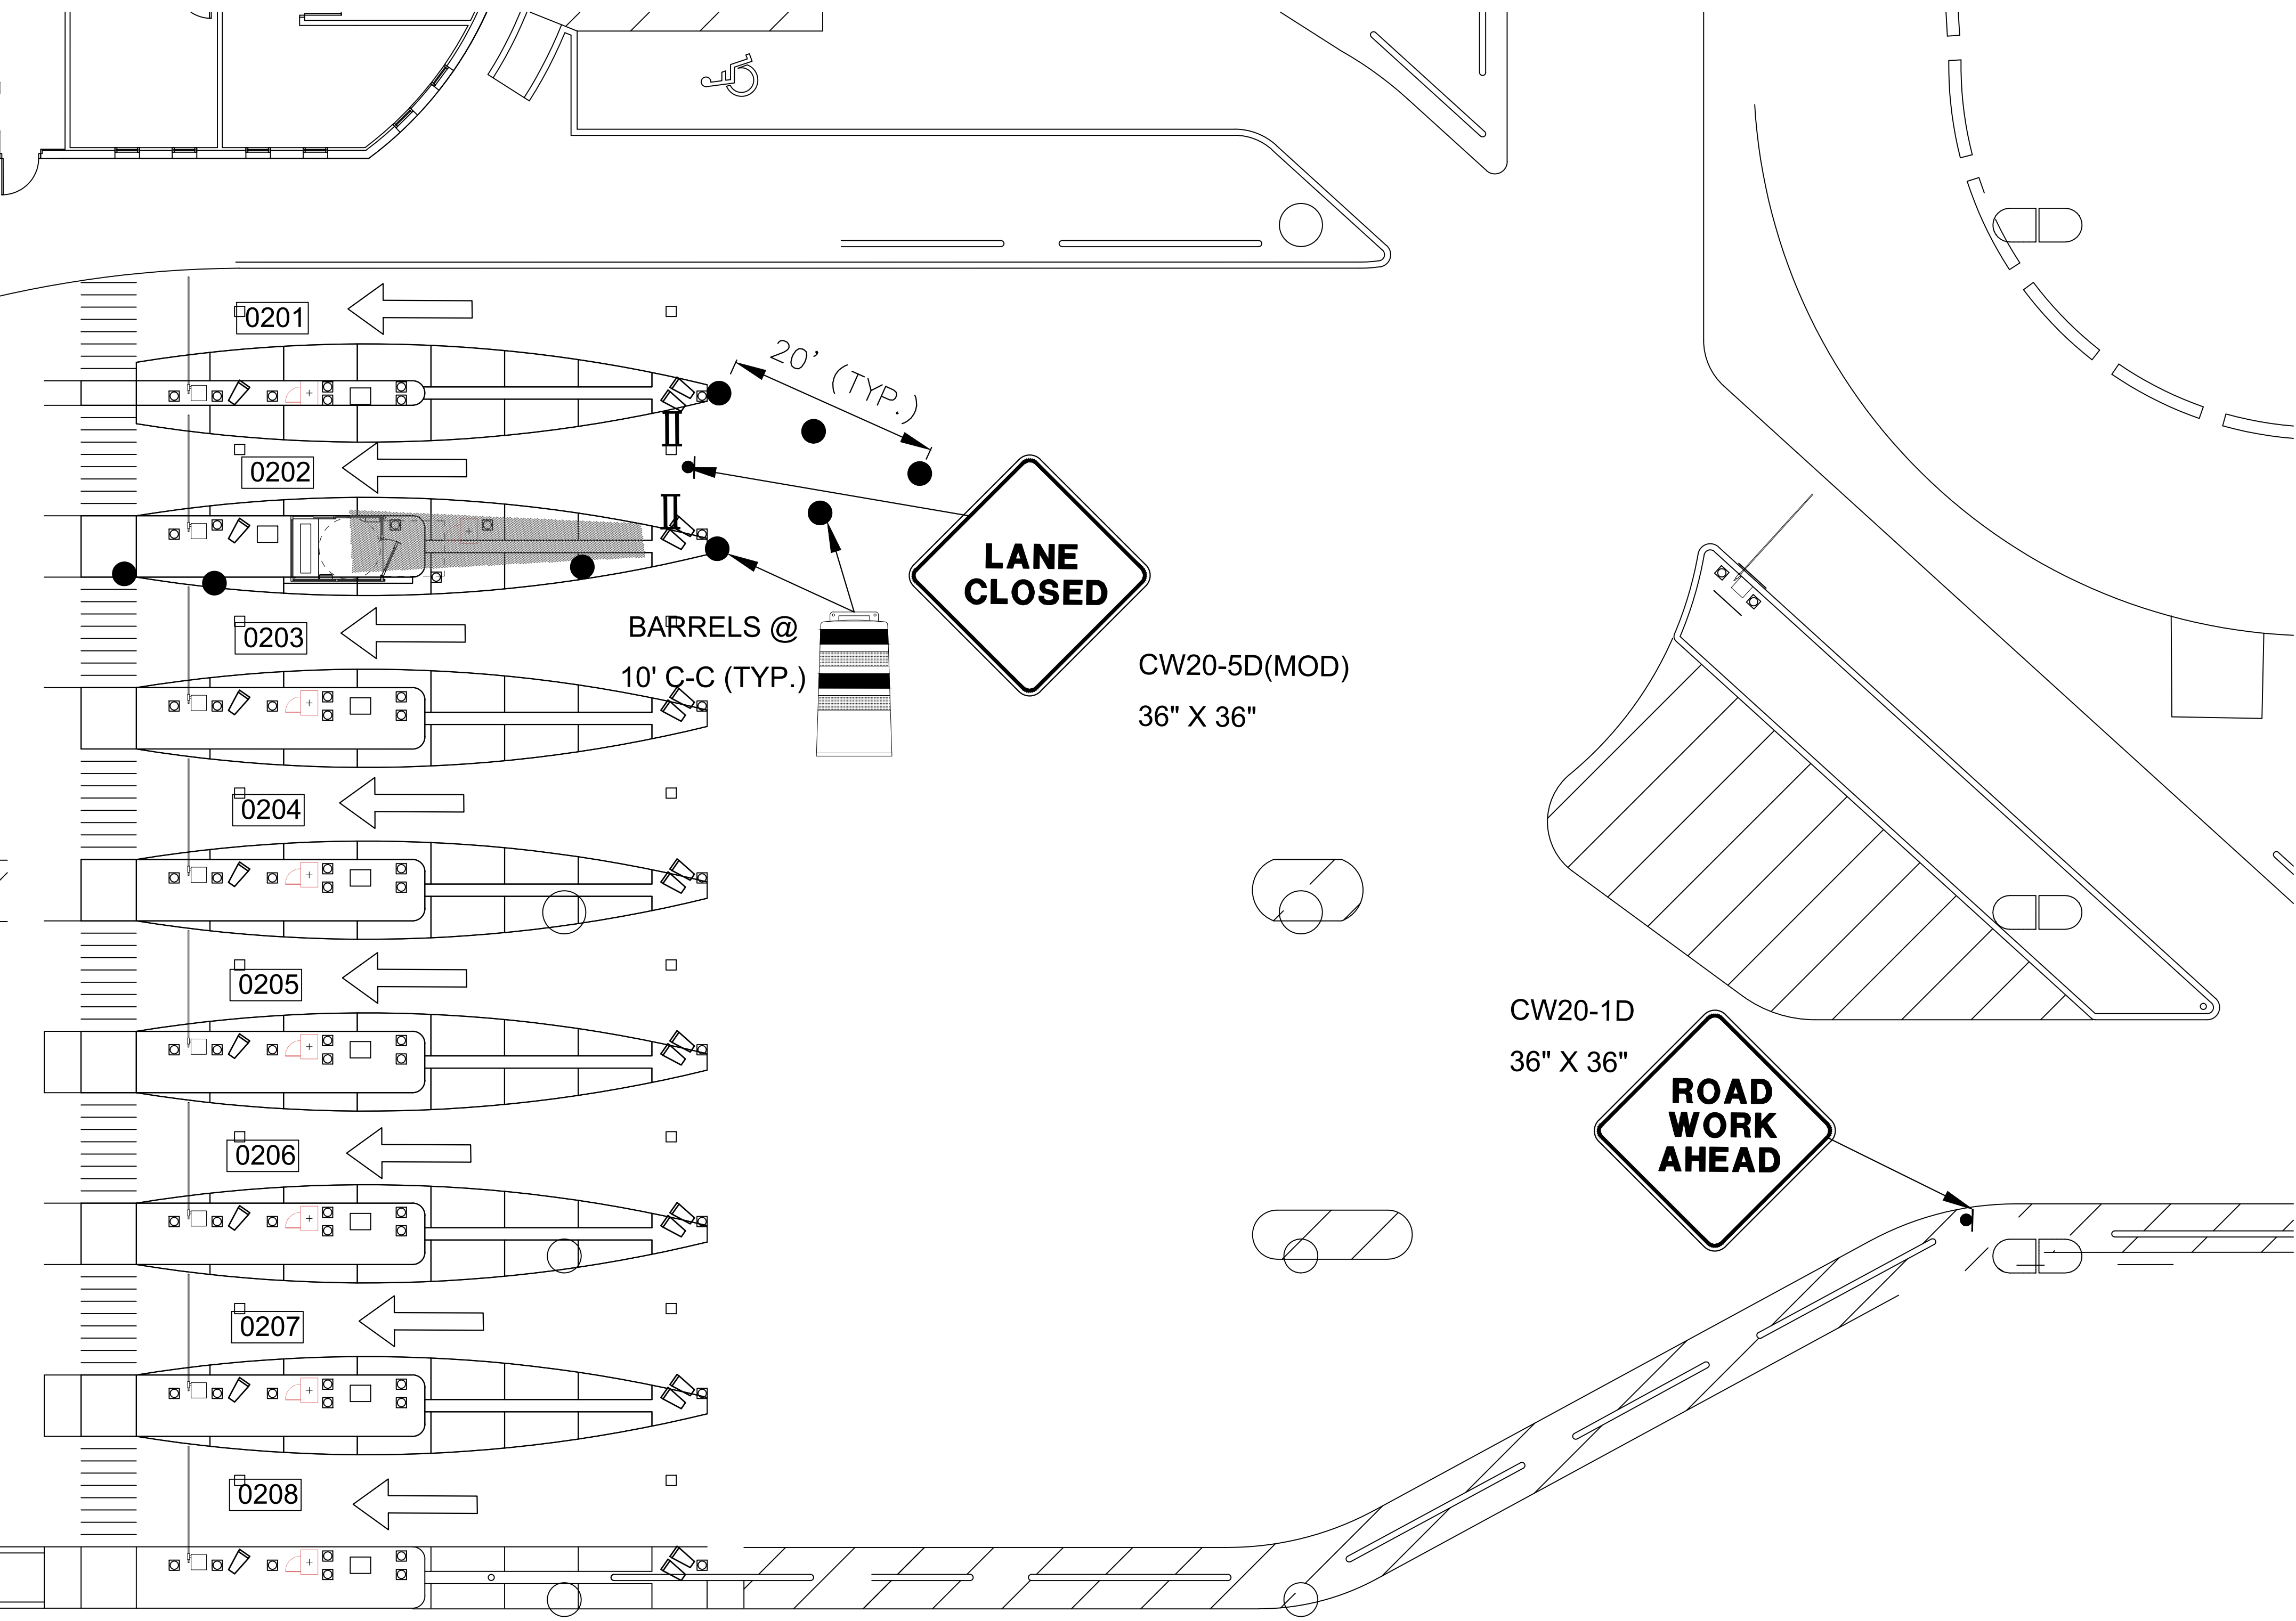 0201
20' (TYP.)
0202
LANE
CLOSED
0203
BARRELS @
10' C-C (TYP.)
CW20-5D(MOD)
36" X 36"
0204
0205
CW20-1D
36" X 36"
ROAD
WORK
AHEAD
0206
0207
0208